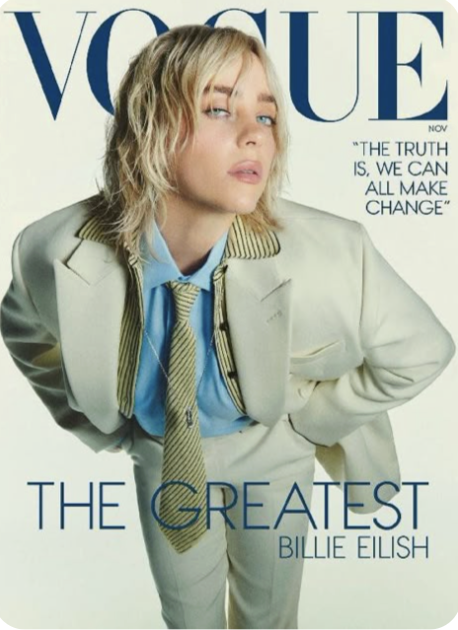 VOGUE
NOV
"THE TRUTH
IS, WE CAN
ALL MAKE
CHANGE"
THE GREATEST
BILLIE EILISH